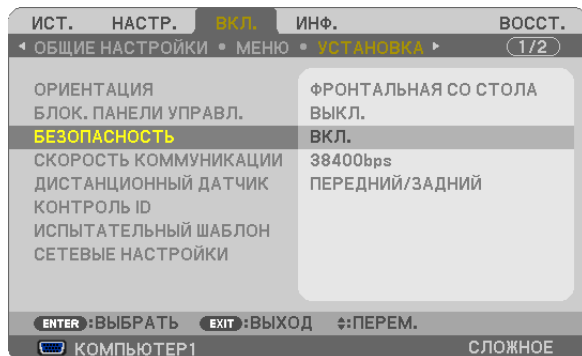 ИСТ. НАСТР. ВКЛ. ИНФ. ВОССТ.
ОБЩИЕ НАСТРОЙКИ • МЕНЮ • УСТАНОВКА 1/2
ОРИЕНТАЦИЯ ФРОНТАЛЬНАЯ СО СТОЛА
БЛОК. ПАНЕЛИ УПРАВЛ. ВЫКЛ.
БЕЗОПАСНОСТЬ ВКЛ.
СКОРОСТЬ КОММУНИКАЦИИ 38400bps
ДИСТАНЦИОННЫЙ ДАТЧИК ПЕРЕДНИЙ/ЗАДНИЙ
КОНТРОЛЬ ID
ИСПЫТАТЕЛЬНЫЙ ШАБЛОН
СЕТЕВЫЕ НАСТРОЙКИ
ENTER :ВЫБРАТЬ EXIT :ВЫХОД :ПЕРЕМ.
КОМПЬЮТЕР1 СЛОЖНОЕ